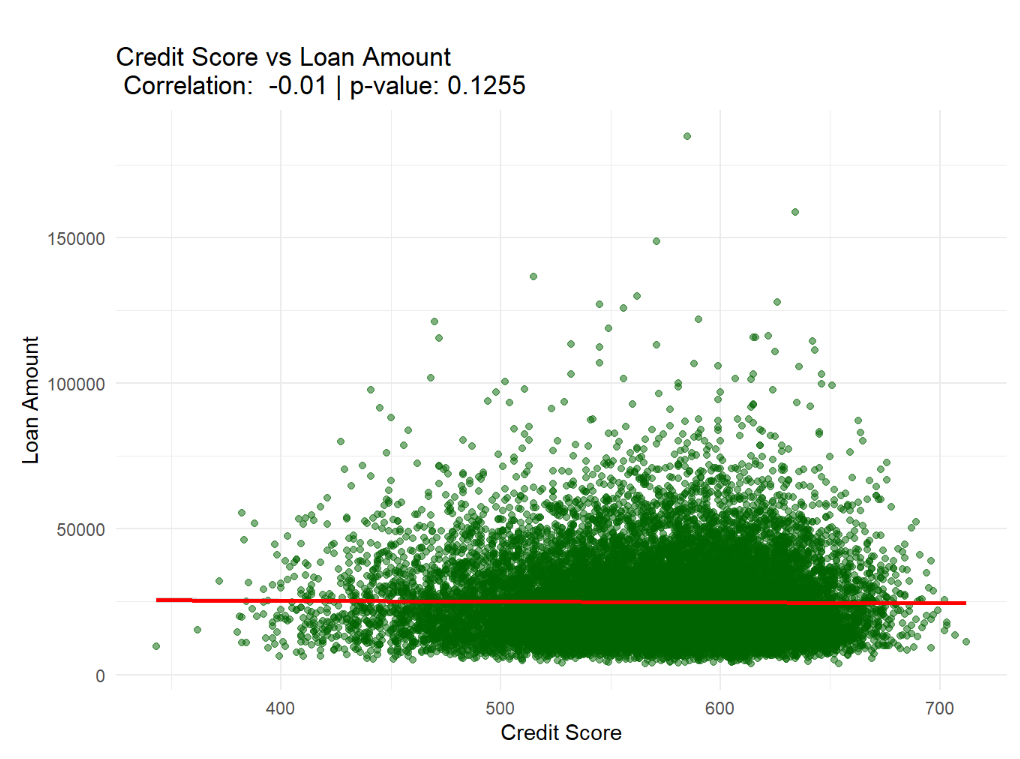 Credit Score vs Loan Amount
Correlation:  -0.01 | p-value: 0.1255
150000
100000
50000
0
Loan Amount
400
500
600
700
Credit Score